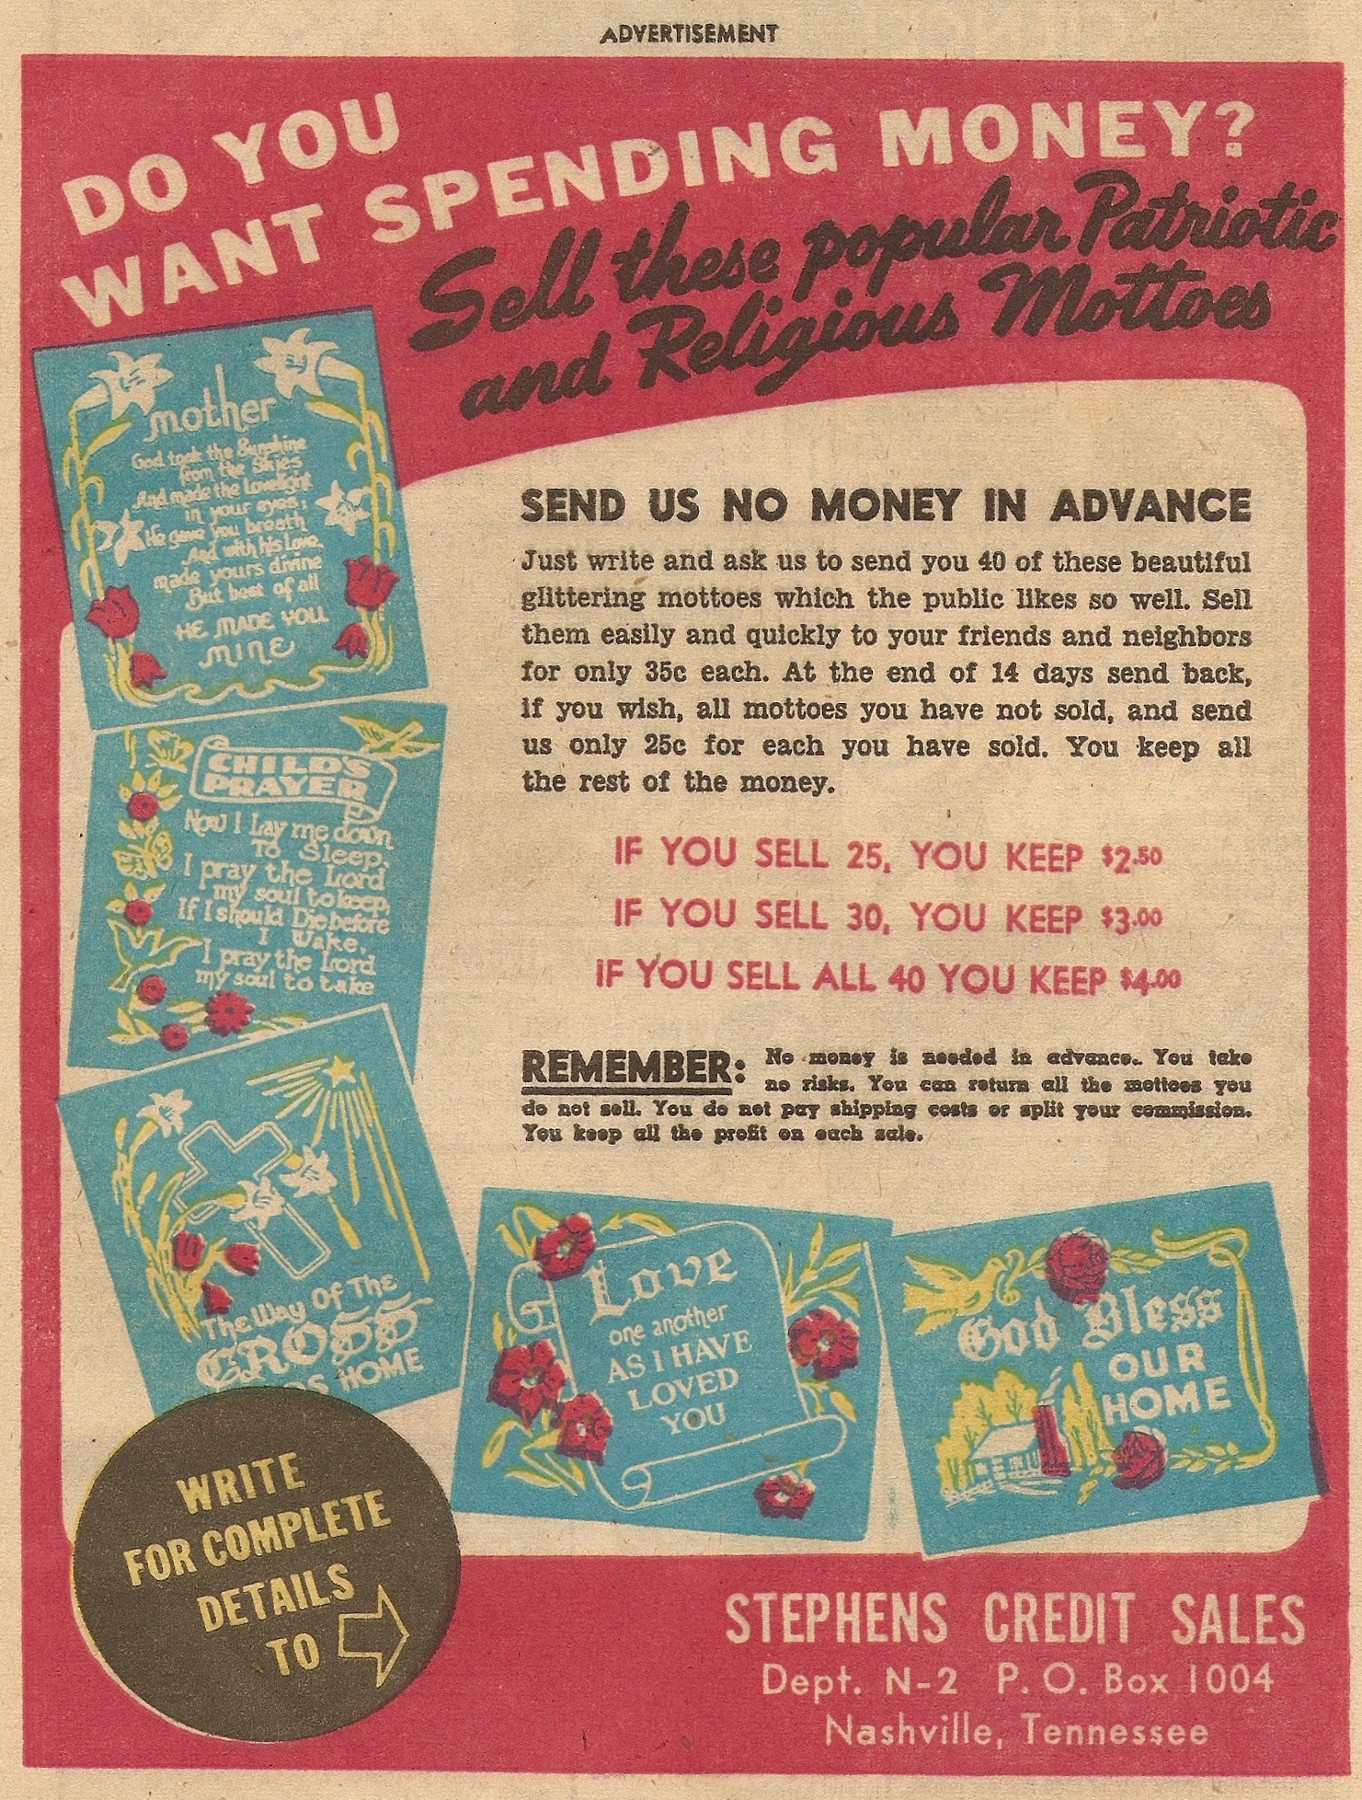 ADVERTISEMENT
DO YOU
WANT SPENDING MONEY?
Sell these popular Patriotic
and Religious Mottoes
mother
God took the Sunshine
from the Skies
And made the Lovelight
in your eyes;
He gave you breath
And with his Love,
made yours divine
But best of all
HE MADE YOU
MINE
CHILD'S
PRAYER
Now I Lay me down
To Sleep,
I pray the Lord
my soul to keep,
If I should Die before
I Wake,
I pray the Lord
my soul to take
The Way Of The
CROSS
HOME
SEND US NO MONEY IN ADVANCE
Just write and ask us to send you 40 of these beautiful
glittering mottoes which the public likes so well. Sell
them easily and quickly to your friends and neighbors
for only 35c each. At the end of 14 days send back,
if you wish, all mottoes you have not sold, and send
us only 25c for each you have sold. You keep all
the rest of the money.
IF YOU SELL 25, YOU KEEP $2.50
IF YOU SELL 30, YOU KEEP $3.00
IF YOU SELL ALL 40 YOU KEEP $4.00
REMEMBER: No money is needed in advance. You take
no risks. You can return all the mottoes you
do not sell. You do not pay shipping costs or split your commission.
You keep all the profit on each sale.
Love
one another
AS I HAVE
LOVED
YOU
God Bless
OUR
HOME
WRITE
FOR COMPLETE
DETAILS
TO
STEPHENS CREDIT SALES
Dept. N-2 P. O. Box 1004
Nashville, Tennessee